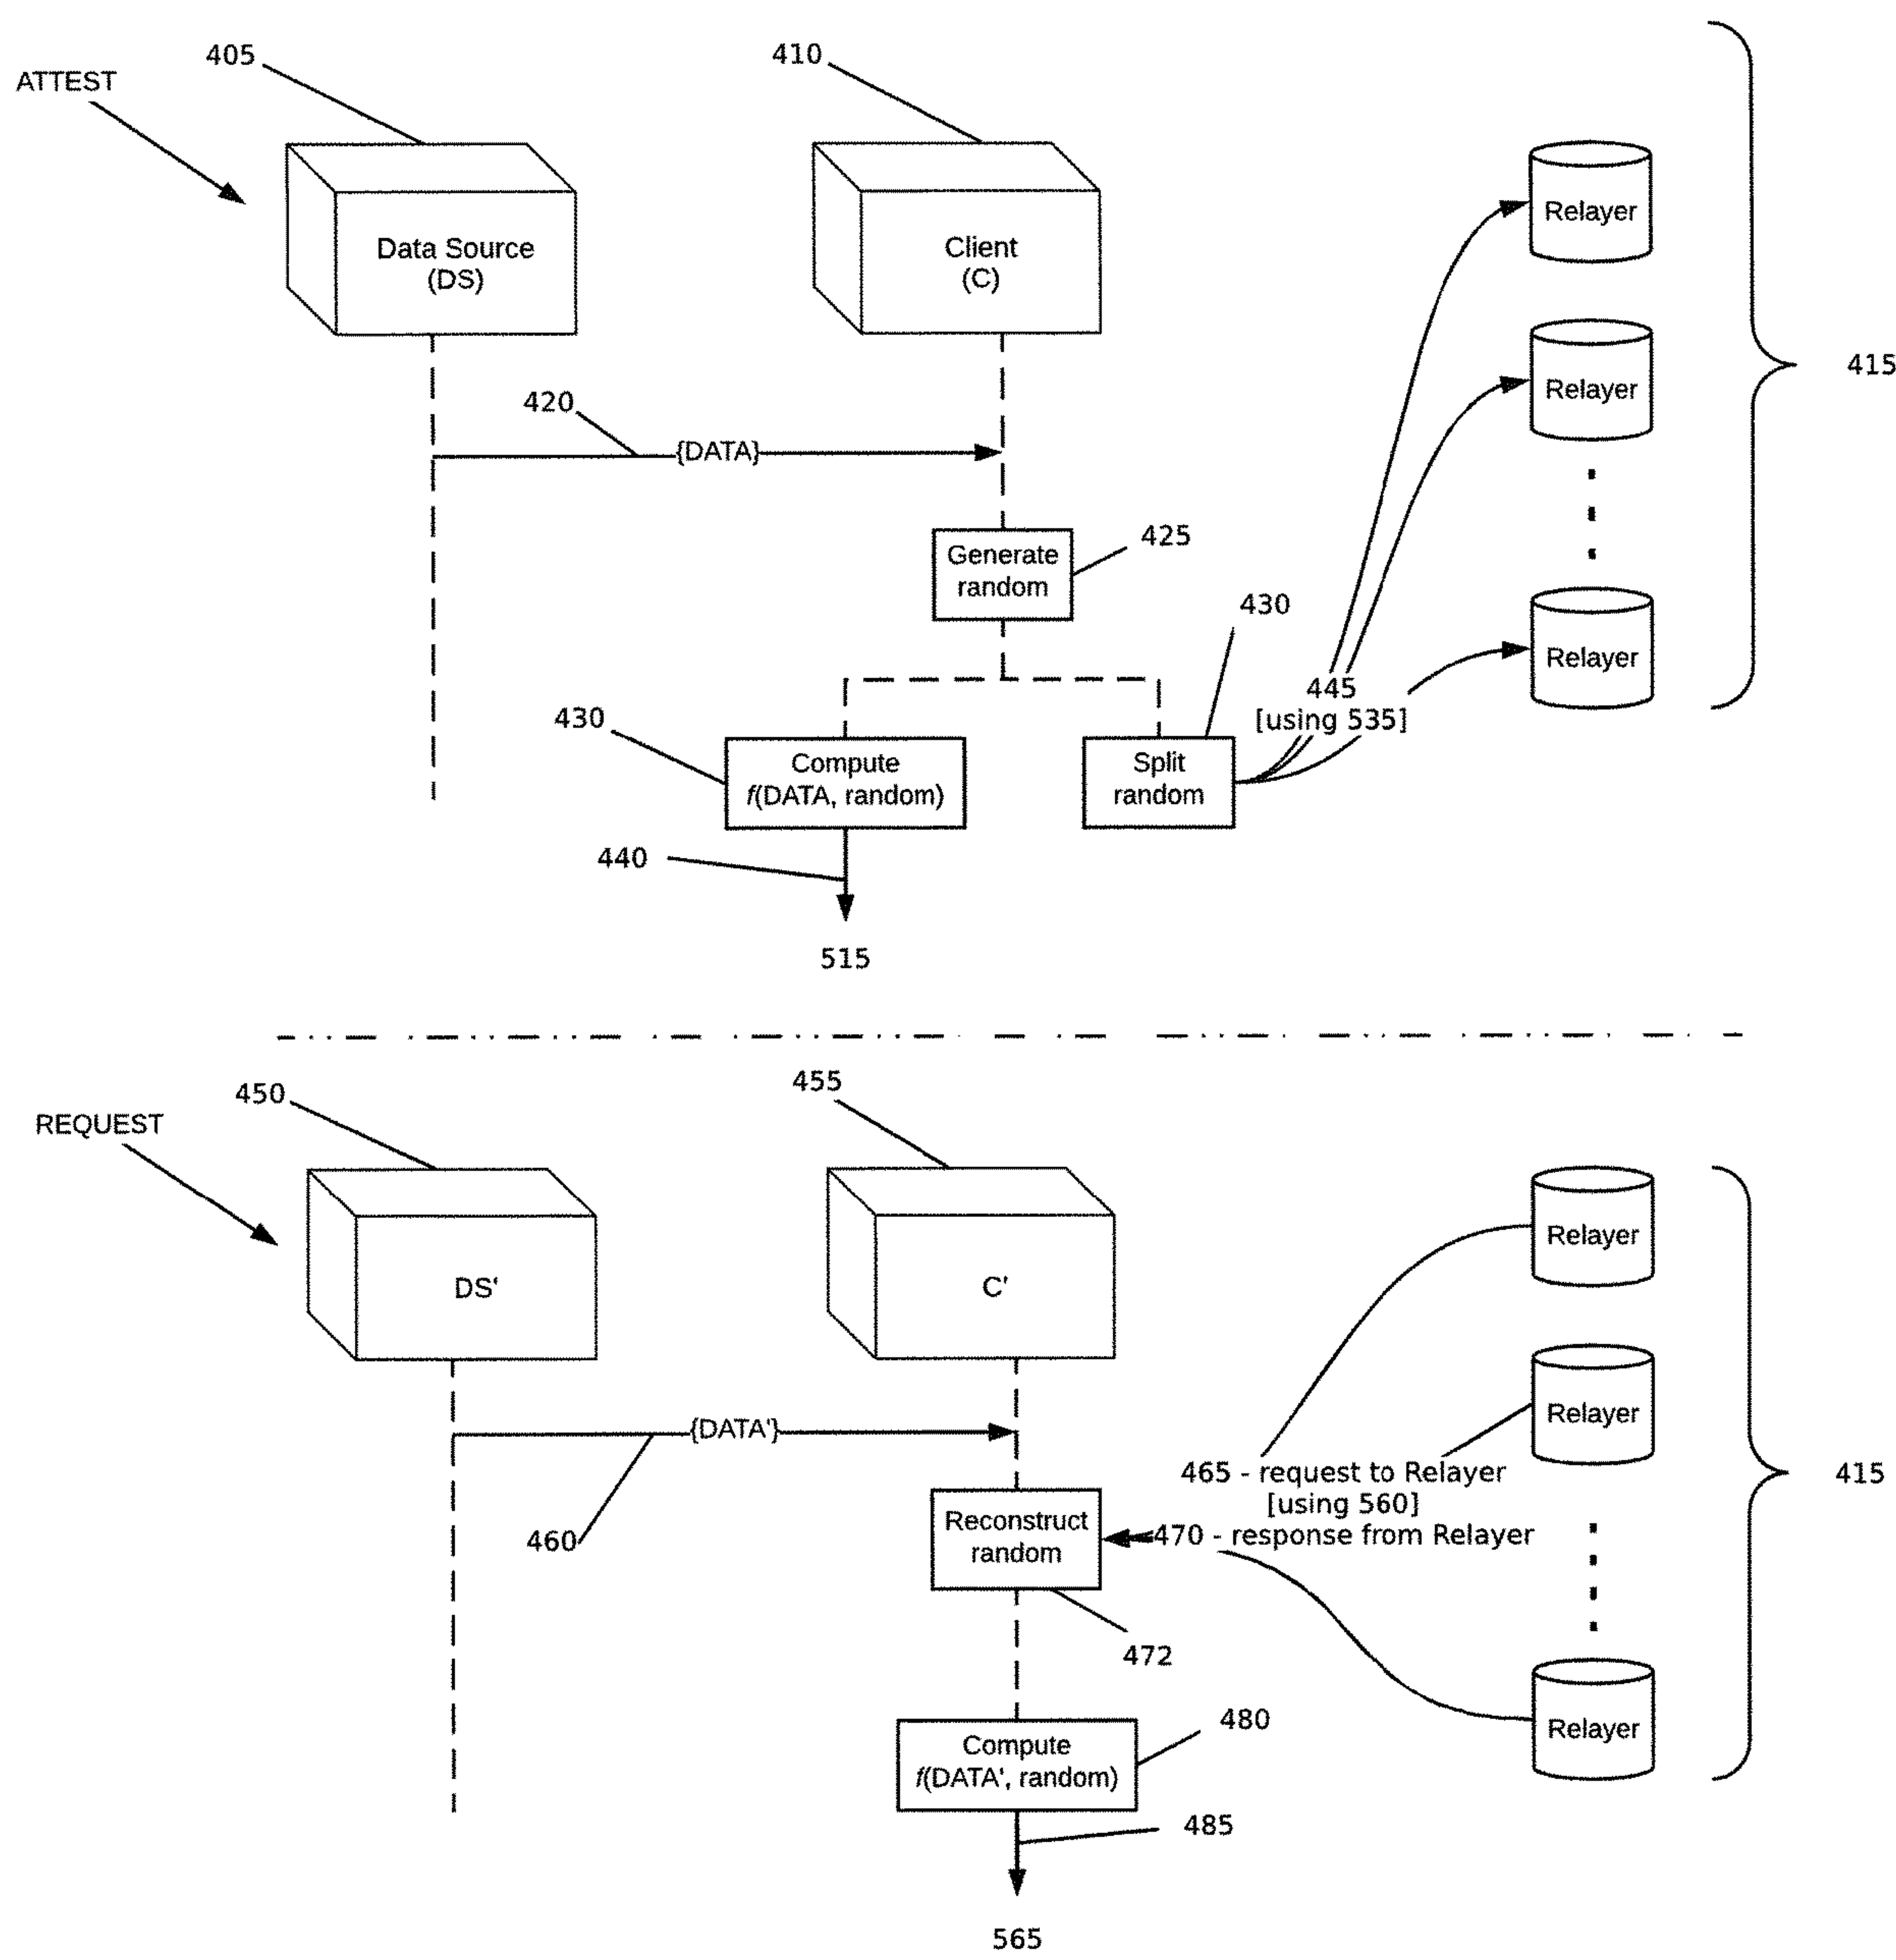 405
410
ATTEST
Data Source
(DS)
Client
(C)
Relayer
Relayer
415
420
{DATA}
425
Generate
random
430
Relayer
445
[using 535]
430
Compute
f(DATA, random)
Split
random
440
515
450
455
REQUEST
DS'
C'
Relayer
Relayer
{DATA'}
465 - request to Relayer
[using 560]
415
460
Reconstruct
random
470 - response from Relayer
472
Relayer
480
Compute
f(DATA', random)
485
565